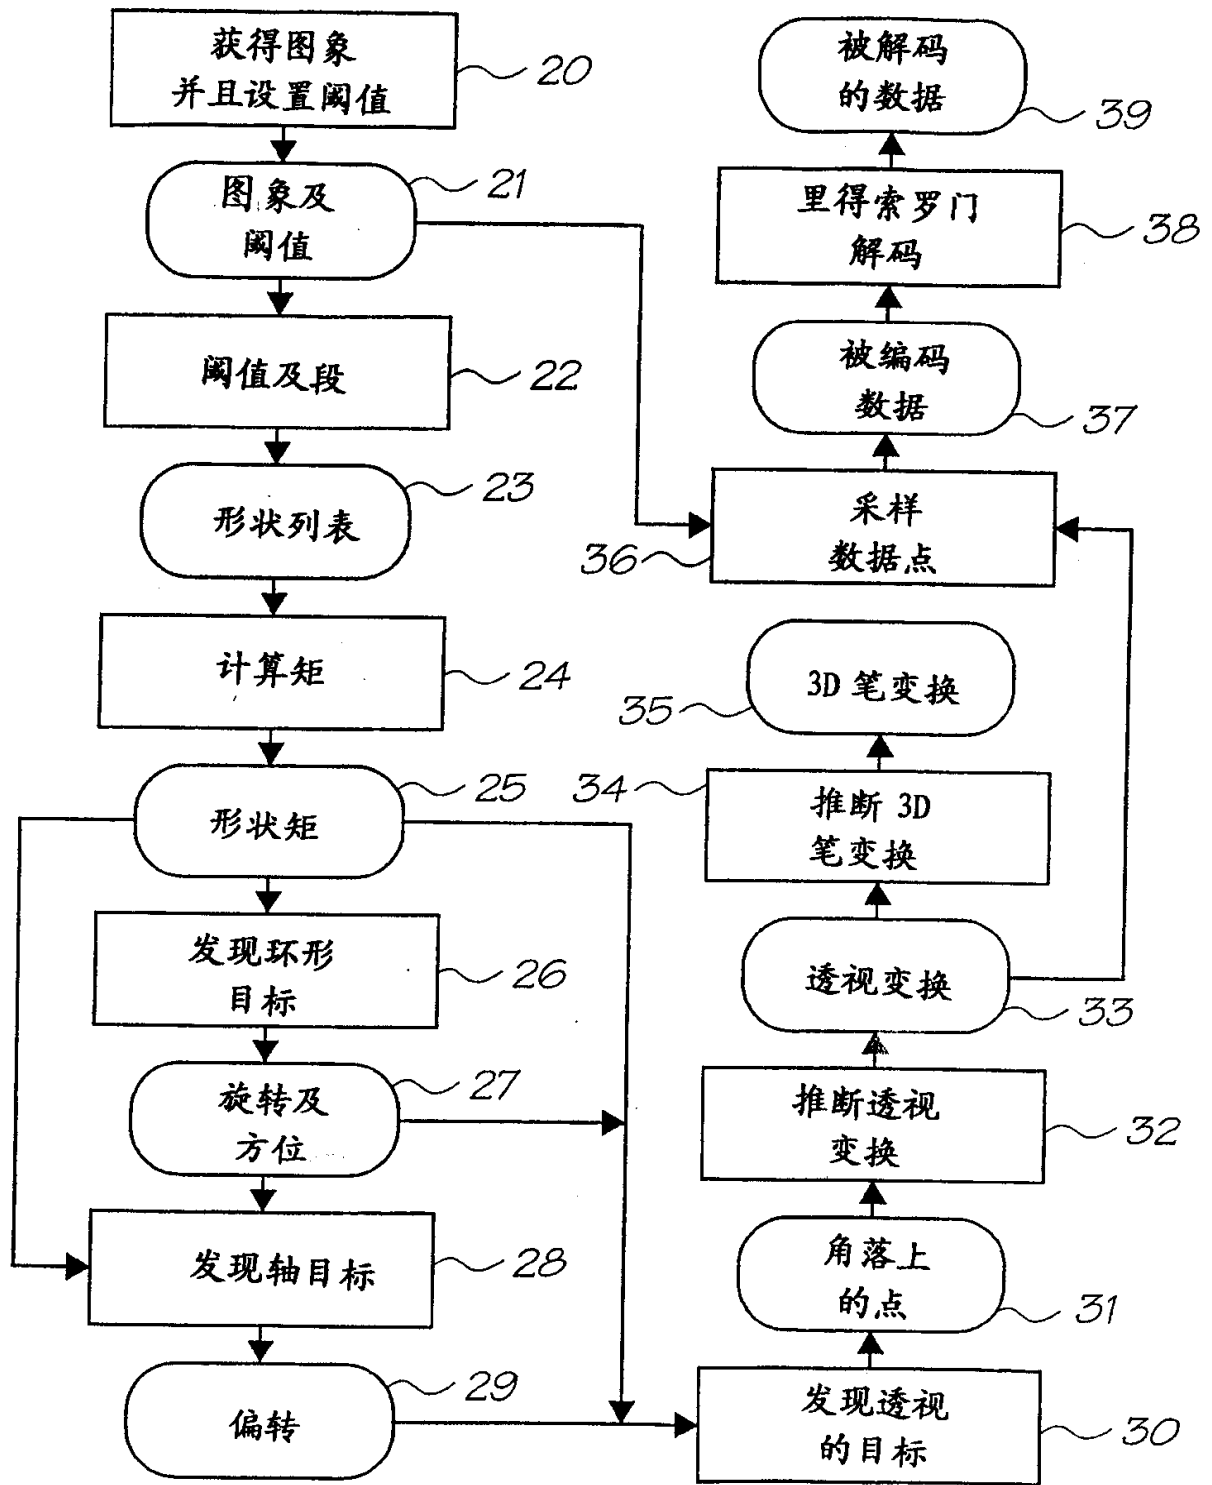 获得图象
并且设置阈值
20
图象及
阈值
21
阈值及段
22
形状列表
23
计算矩
24
形状矩
25
发现环形
目标
26
旋转及
方位
27
发现轴目标
28
偏转
29
被解码
的数据
39
里得索罗门
解码
38
被编码
数据
37
采样
数据点
36
3D 笔变换
35
推断 3D
笔变换
34
透视变换
33
推断透视
变换
32
角落上
的点
31
发现透视
的目标
30